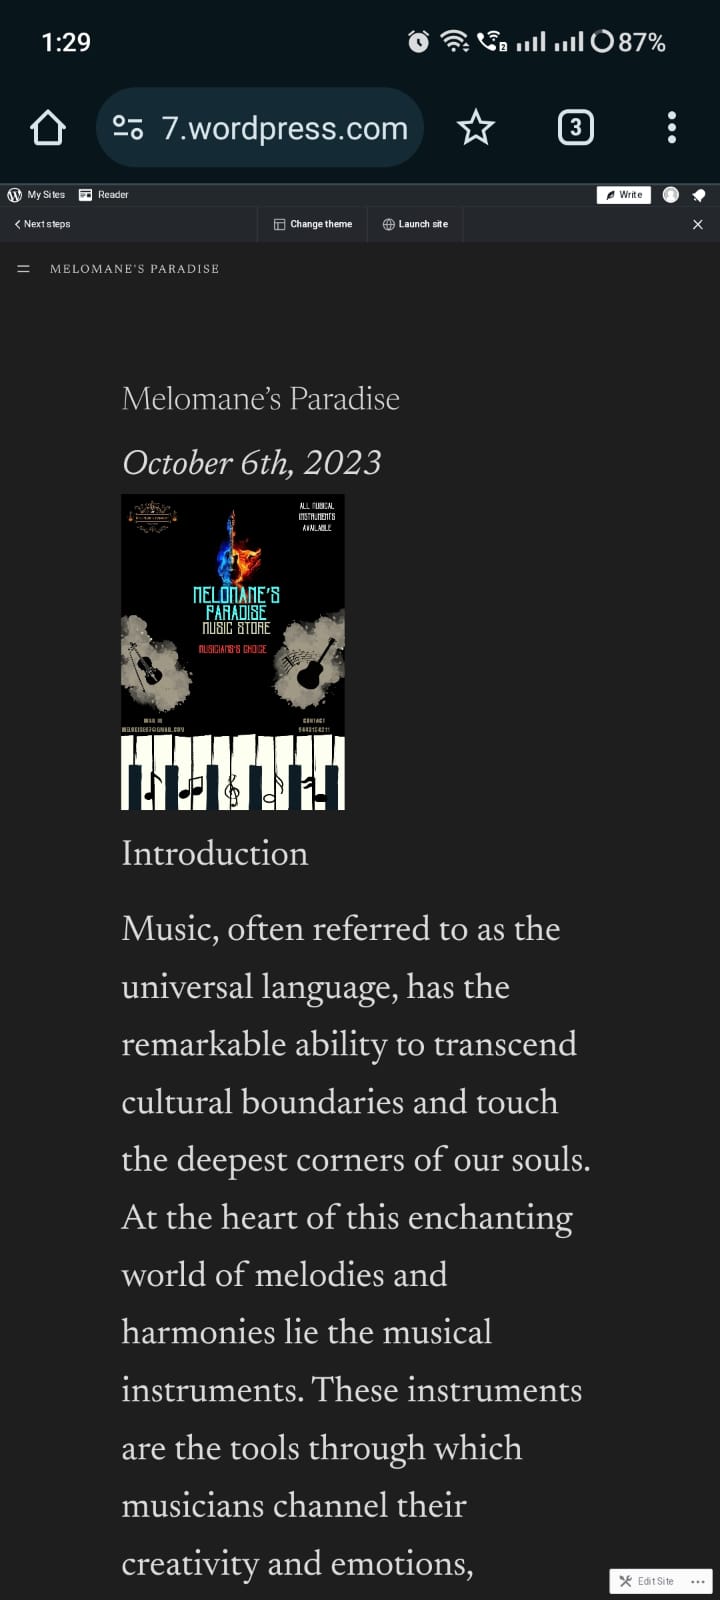 1:29
87%
7.wordpress.com
3
My Sites
Reader
Write
Next steps
Change theme
Launch site
MELOMANE'S PARADISE
Melomane’s Paradise
October 6th, 2023
ALL MUSICAL
INSTRUMENTS
AVAILABLE
MELOMANE'S
PARADISE
MUSIC STORE
MUSICIANS'S CHOICE
MAIL US
CONTACT
Introduction
Music, often referred to as the
universal language, has the
remarkable ability to transcend
cultural boundaries and touch
the deepest corners of our souls.
At the heart of this enchanting
world of melodies and
harmonies lie the musical
instruments. These instruments
are the tools through which
musicians channel their
creativity and emotions,
Edit Site